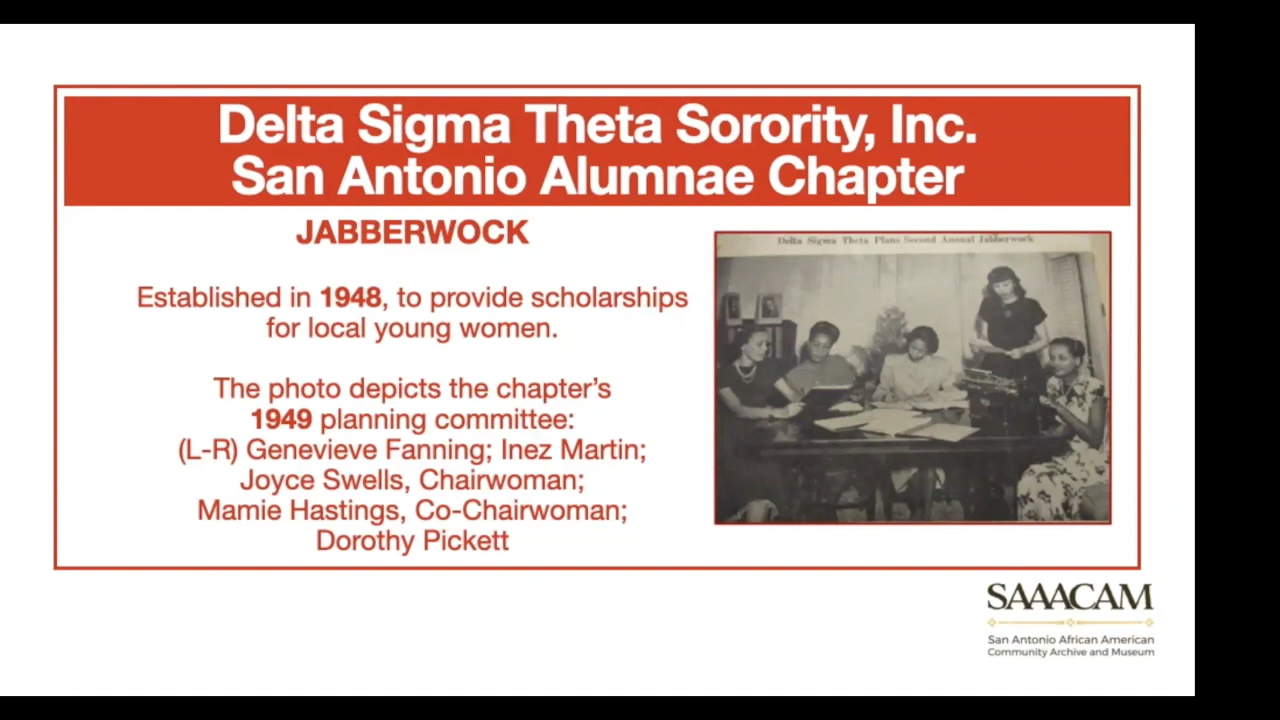 Delta Sigma Theta Sorority, Inc.
San Antonio Alumnae Chapter
JABBERWOCK
Established in 1948, to provide scholarships
for local young women.
The photo depicts the chapter's
1949 planning committee:
(L-R) Genevieve Fanning; Inez Martin;
Joyce Swells, Chairwoman;
Mamie Hastings, Co-Chairwoman;
Dorothy Pickett
Delta Sigma Theta Plans Second Annual Jabberwock
SAAACAM
San Antonio African American
Community Archive and Museum